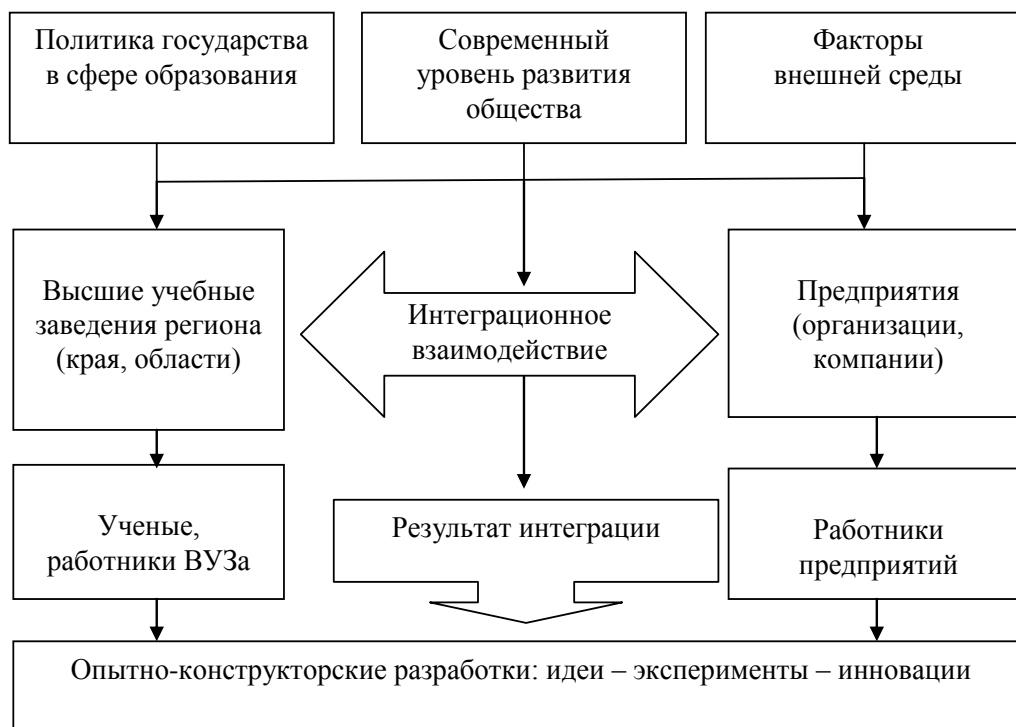 Политика государства
в сфере образования
Современный
уровень развития
общества
Факторы
внешней среды
Высшие учебные
заведения региона
(края, области)
Интеграционное
взаимодействие
Предприятия
(организации,
компании)
Ученые,
работники ВУЗа
Результат интеграции
Работники
предприятий
Опытно-конструкторские разработки: идеи – эксперименты – инновации